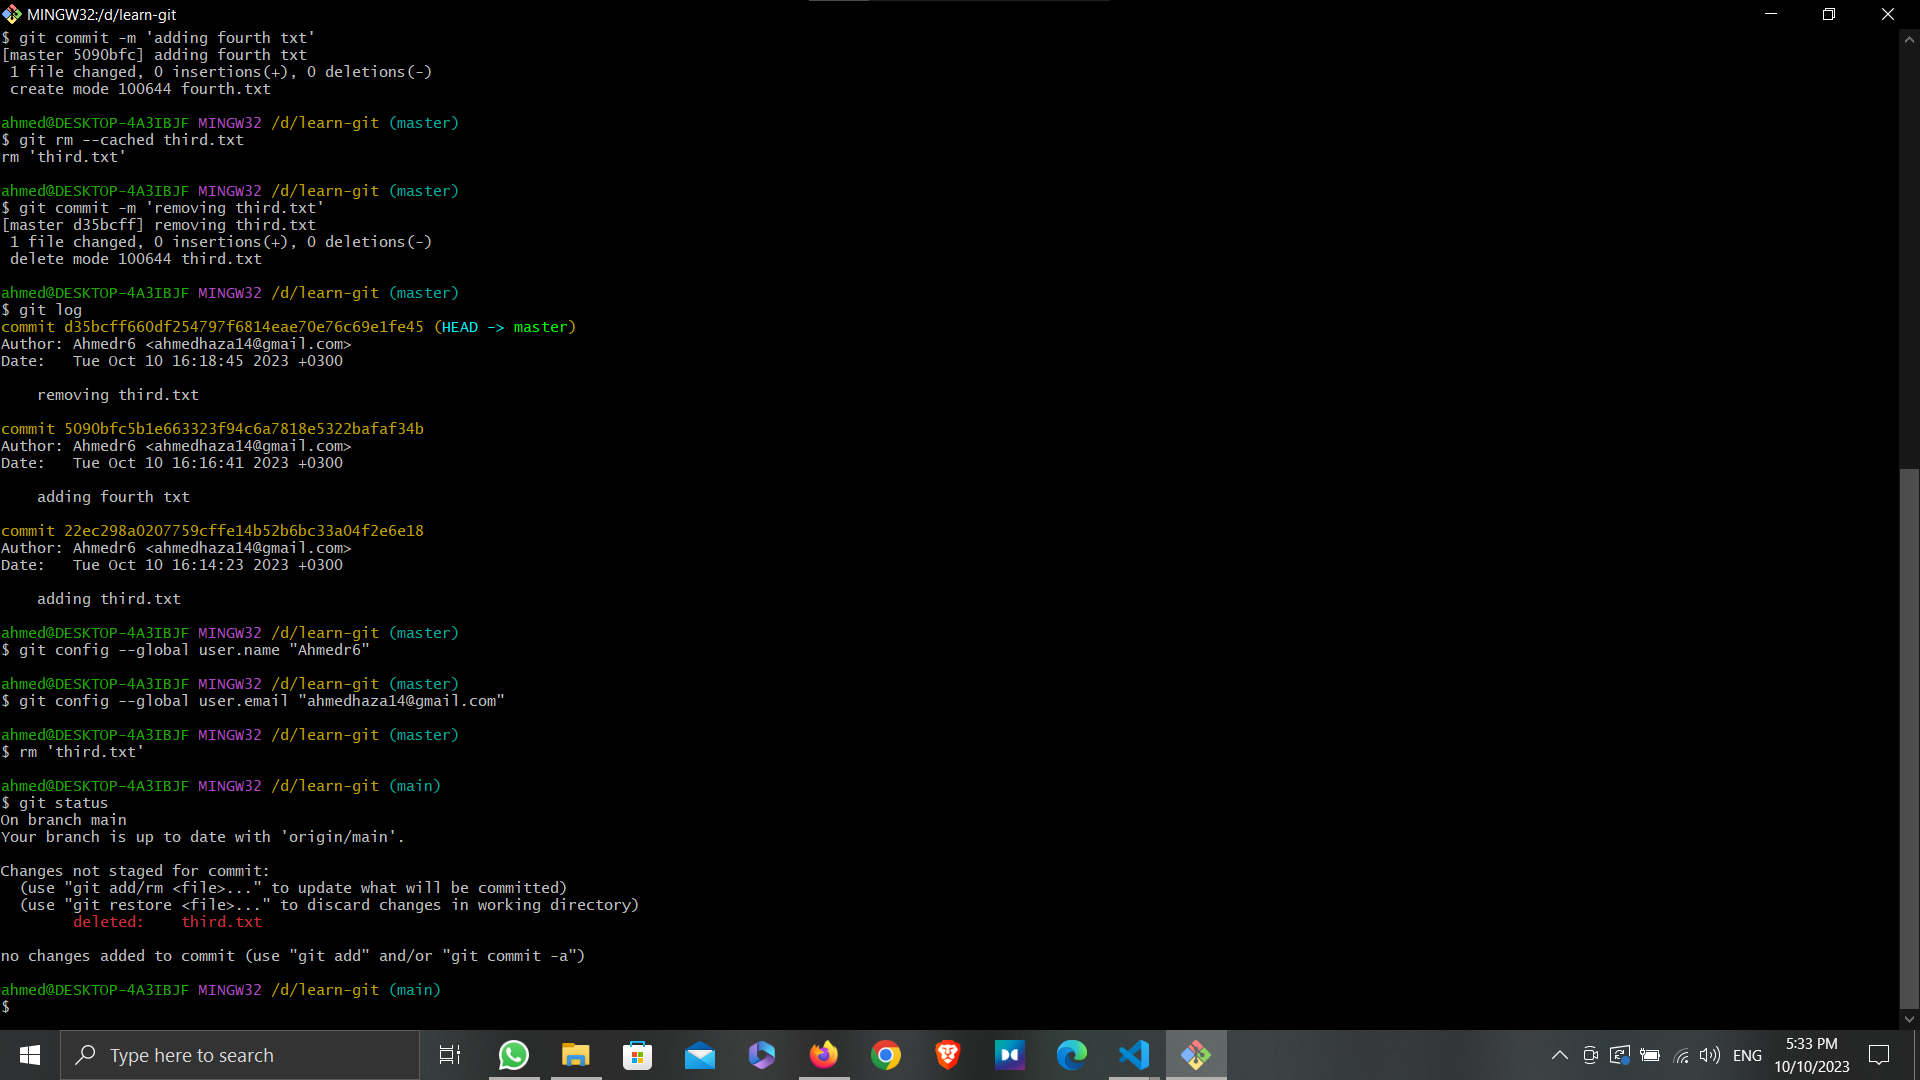 MINGW32:/d/learn-git
$ git commit -m 'adding fourth txt'
[master 5090bfc] adding fourth txt
 1 file changed, 0 insertions(+), 0 deletions(-)
 create mode 100644 fourth.txt
ahmed@DESKTOP-4A3IBJF MINGW32 /d/learn-git (master)
$ git rm --cached third.txt
rm 'third.txt'
ahmed@DESKTOP-4A3IBJF MINGW32 /d/learn-git (master)
$ git commit -m 'removing third.txt'
[master d35bcff] removing third.txt
 1 file changed, 0 insertions(+), 0 deletions(-)
 delete mode 100644 third.txt
ahmed@DESKTOP-4A3IBJF MINGW32 /d/learn-git (master)
$ git log
commit d35bcff660df254797f6814eae70e76c69e1fe45 (HEAD -> master)
Author: Ahmedr6 <ahmedhaza14@gmail.com>
Date:   Tue Oct 10 16:18:45 2023 +0300
    removing third.txt
commit 5090bfc5b1e663323f94c6a7818e5322bafaf34b
Author: Ahmedr6 <ahmedhaza14@gmail.com>
Date:   Tue Oct 10 16:16:41 2023 +0300
    adding fourth txt
commit 22ec298a0207759cffe14b52b6bc33a04f2e6e18
Author: Ahmedr6 <ahmedhaza14@gmail.com>
Date:   Tue Oct 10 16:14:23 2023 +0300
    adding third.txt
ahmed@DESKTOP-4A3IBJF MINGW32 /d/learn-git (master)
$ git config --global user.name "Ahmedr6"
ahmed@DESKTOP-4A3IBJF MINGW32 /d/learn-git (master)
$ git config --global user.email "ahmedhaza14@gmail.com"
ahmed@DESKTOP-4A3IBJF MINGW32 /d/learn-git (master)
$ rm 'third.txt'
ahmed@DESKTOP-4A3IBJF MINGW32 /d/learn-git (main)
$ git status
On branch main
Your branch is up to date with 'origin/main'.
Changes not staged for commit:
  (use "git add/rm <file>..." to update what will be committed)
  (use "git restore <file>..." to discard changes in working directory)
        deleted:    third.txt
no changes added to commit (use "git add" and/or "git commit -a")
ahmed@DESKTOP-4A3IBJF MINGW32 /d/learn-git (main)
$
Type here to search
ENG
5:33 PM
10/10/2023